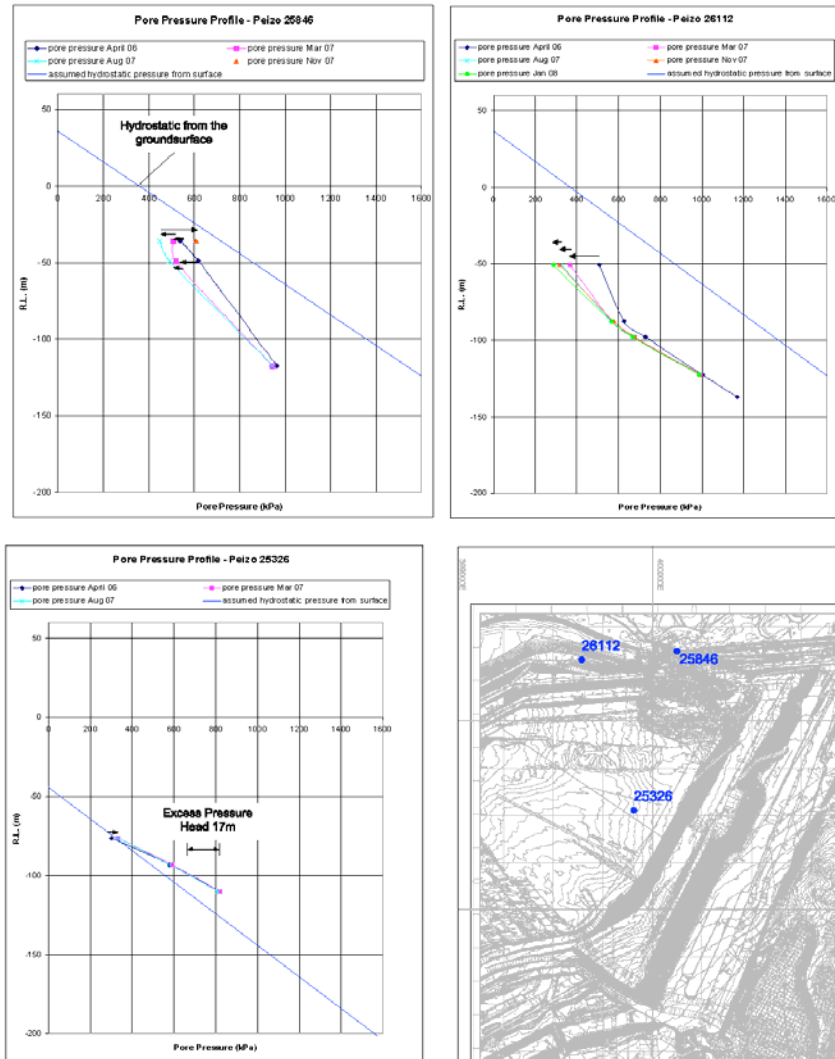 Pore Pressure Profile - Peizo 25846
pore pressure April 06
pore pressure Mar 07
pore pressure Aug 07
pore pressure Nov 07
assumed hydrostatic pressure from surface
Hydrostatic from the
groundsurface
50
0
-50
-100
-150
-200
0 200 400 600 800 1000 1200 1400 1600
R.L. (m)
Pore Pressure (kPa)
Pore Pressure Profile - Peizo 26112
pore pressure April 06
pore pressure Mar 07
pore pressure Aug 07
pore pressure Nov 07
pore pressure Jan 08
assumed hydrostatic pressure from surface
50
0
-50
-100
-150
-200
0 200 400 600 800 1000 1200 1400 1600
R.L. (m)
Pore Pressure (kPa)
Pore Pressure Profile - Peizo 25326
pore pressure April 06
pore pressure Mar 07
pore pressure Aug 07
assumed hydrostatic pressure from surface
50
0
-50
-100
-150
-200
0 200 400 600 800 1000 1200 1400 1600
Excess Pressure
Head 17m
R.L. (m)
Pore Pressure (kPa)
26112
25846
25326